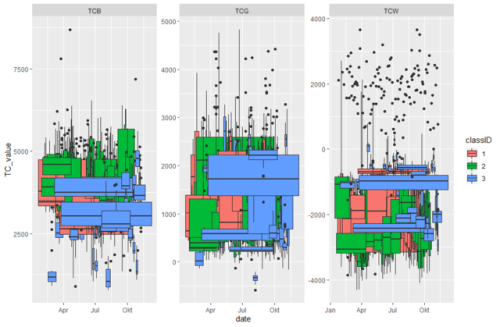 TCB
TCG
TCW
TC_value
7500
5000
2500
5000
4000
3000
2000
1000
0
4000
2000
0
-2000
-4000
Apr
Jul
Okt
Apr
Jul
Okt
Jan
Apr
Jul
Okt
date
classID
1
2
3